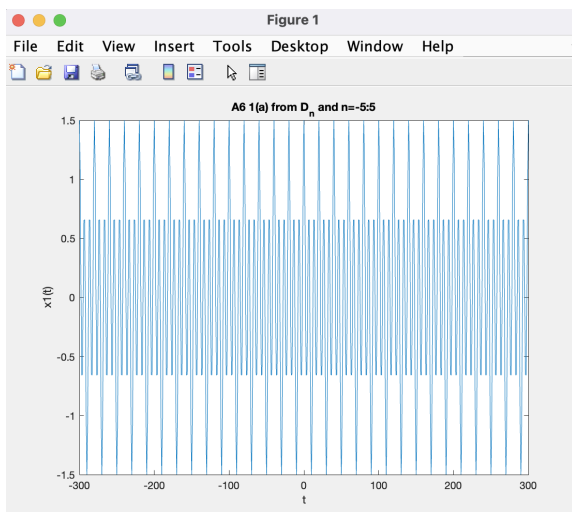 Figure 1
File Edit View Insert Tools Desktop Window Help
A6 1(a) from D_n and n=-5:5
1.5
1
0.5
0
-0.5
-1
-1.5
x1(t)
-300 -200 -100 0 100 200 300
t